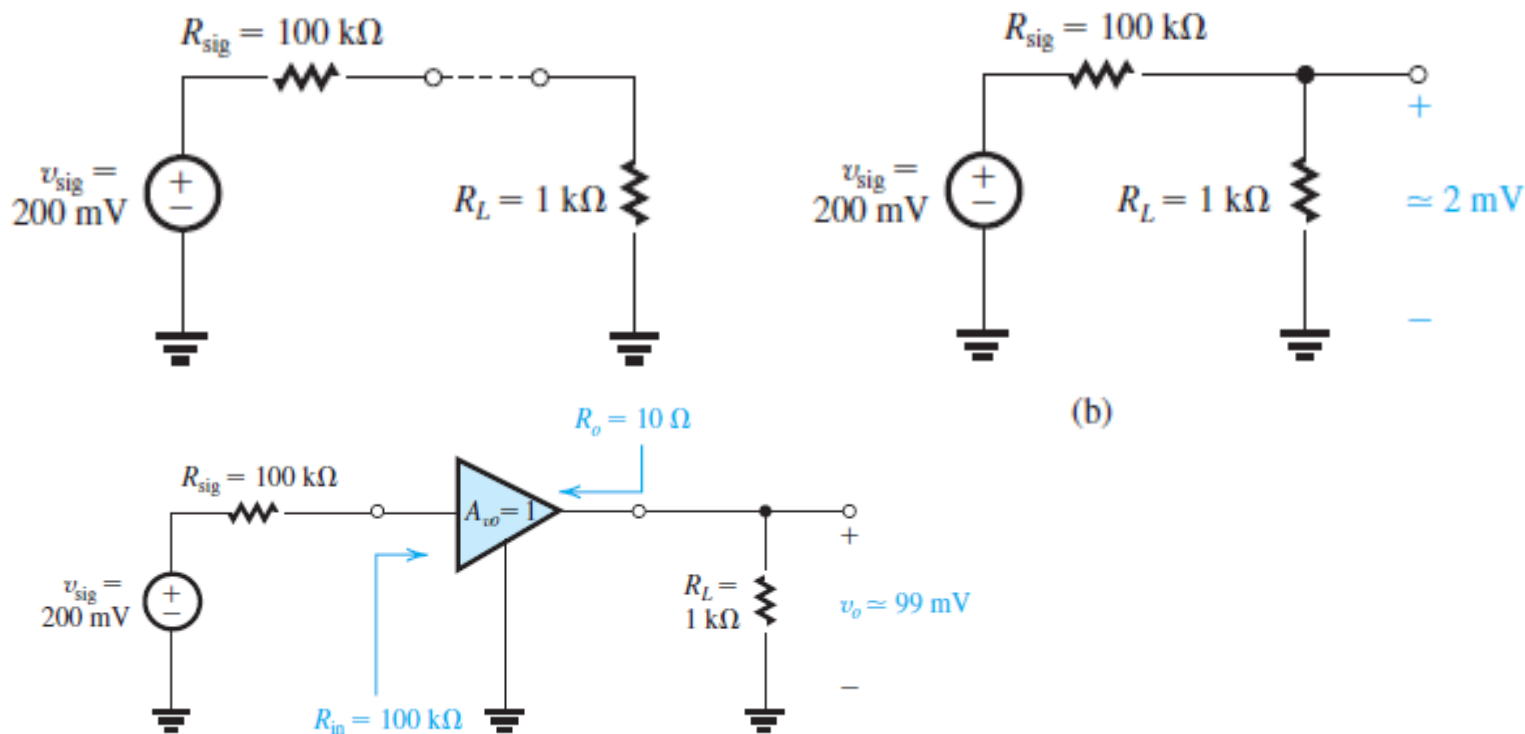 R_sig = 100 kΩ
v_sig =
200 mV
+
−
R_L = 1 kΩ
R_sig = 100 kΩ
v_sig =
200 mV
+
−
R_L = 1 kΩ
+
≃ 2 mV
−
(b)
R_o = 10 Ω
R_sig = 100 kΩ
A_vo = 1
v_sig =
200 mV
+
−
R_L =
1 kΩ
+
v_o ≃ 99 mV
−
R_in = 100 kΩ